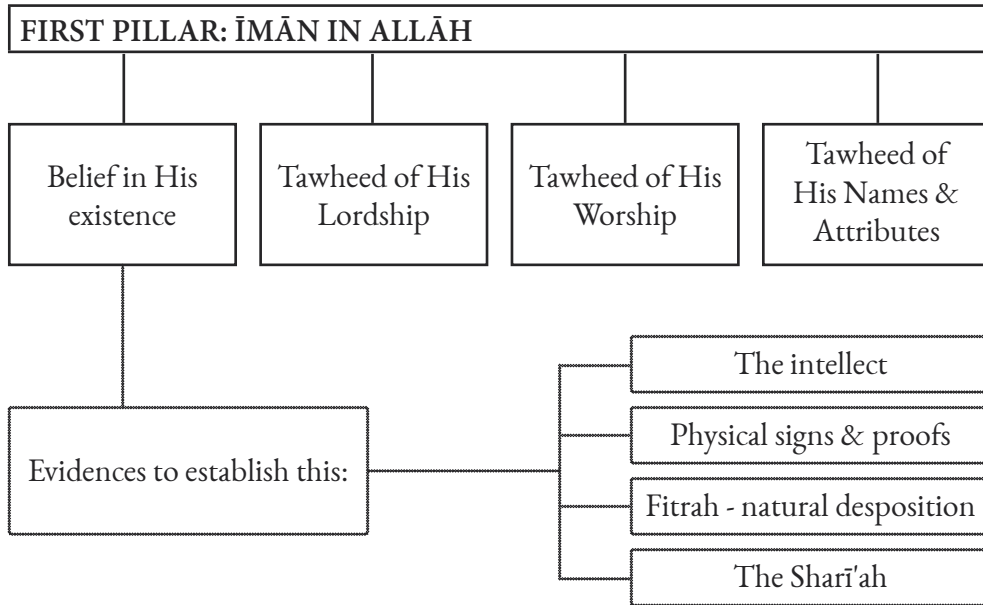 FIRST PILLAR: ĪMĀN IN ALLĀH
Belief in His
existence
Tawheed of His
Lordship
Tawheed of His
Worship
Tawheed of
His Names &
Attributes
Evidences to establish this:
The intellect
Physical signs & proofs
Fitrah - natural desposition
The Sharī'ah